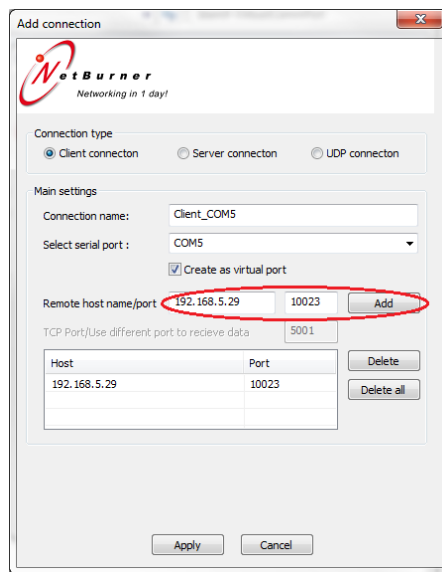 Add connection
NetBurner
Networking in 1 day!
Connection type
Client connecton
Server connecton
UDP connecton
Main settings
Connection name:
Client_COM5
Select serial port :
COM5
Create as virtual port
Remote host name/port
192.168.5.29
10023
Add
TCP Port/Use different port to recieve data
5001
Host
Port
Delete
192.168.5.29
10023
Delete all
Apply
Cancel